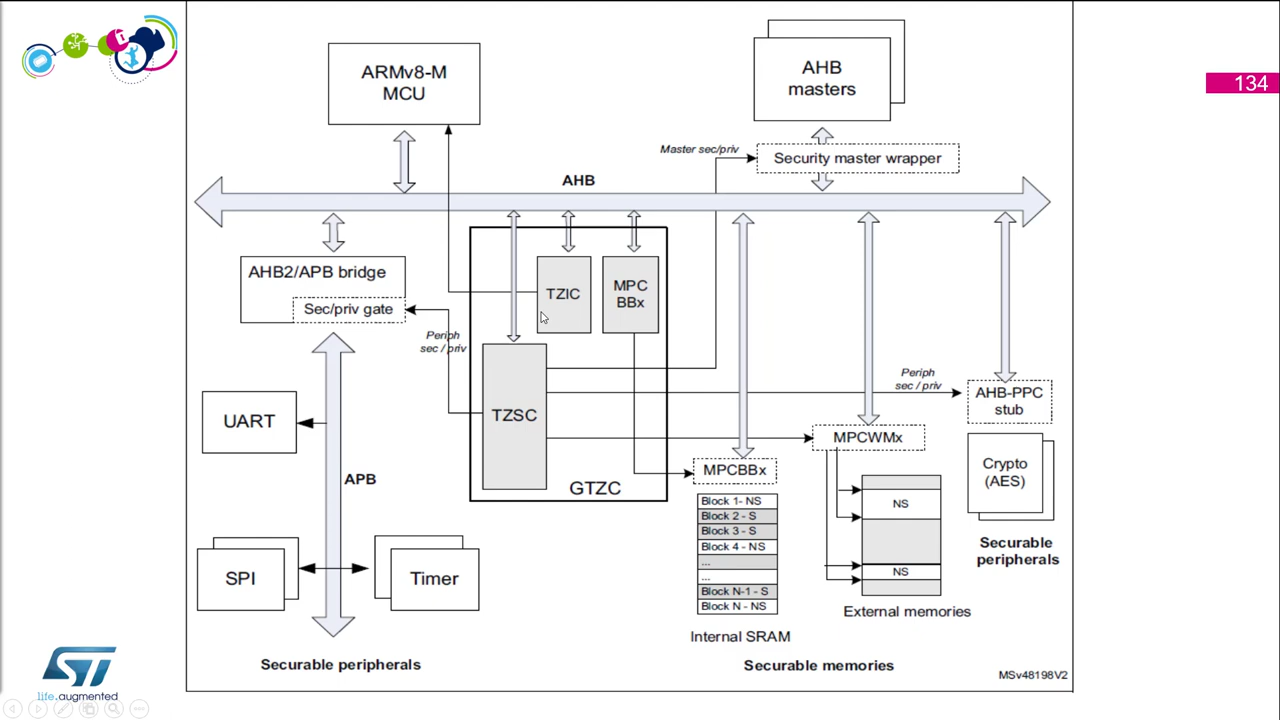 134
ARMv8-M
MCU
AHB
masters
Master sec/priv
Security master wrapper
AHB
AHB2/APB bridge
Sec/priv gate
TZIC
MPC
BBx
Periph
sec / priv
TZSC
GTZC
Periph
sec / priv
AHB-PPC
stub
UART
APB
MPCWMx
MPCBBx
Crypto
(AES)
Block 1- NS
Block 2 - S
Block 3 - S
Block 4 - NS
...
...
Block N-1 - S
Block N - NS
NS
NS
SPI
Timer
Securable
peripherals
External memories
Internal SRAM
Securable peripherals
Securable memories
MSv48198V2
ST
life.augmented